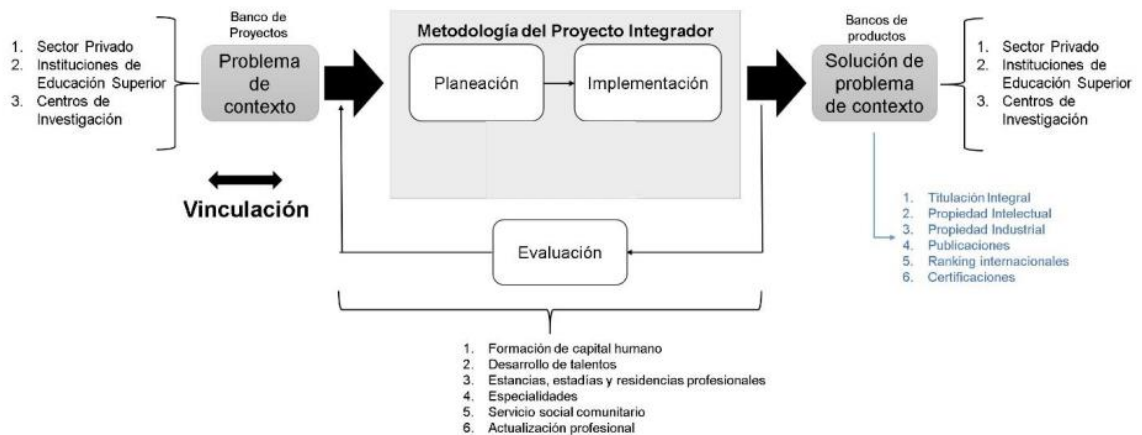 Banco de
Proyectos
1. Sector Privado
2. Instituciones de
Educación Superior
3. Centros de
Investigación
Problema
de
contexto
Vinculación
Metodología del Proyecto Integrador
Planeación
Implementación
Evaluación
1. Formación de capital humano
2. Desarrollo de talentos
3. Estancias, estadías y residencias profesionales
4. Especialidades
5. Servicio social comunitario
6. Actualización profesional
Bancos de
productos
Solución de
problema
de contexto
1. Sector Privado
2. Instituciones de
Educación Superior
3. Centros de
Investigación
1. Titulación Integral
2. Propiedad Intelectual
3. Propiedad Industrial
4. Publicaciones
5. Ranking internacionales
6. Certificaciones